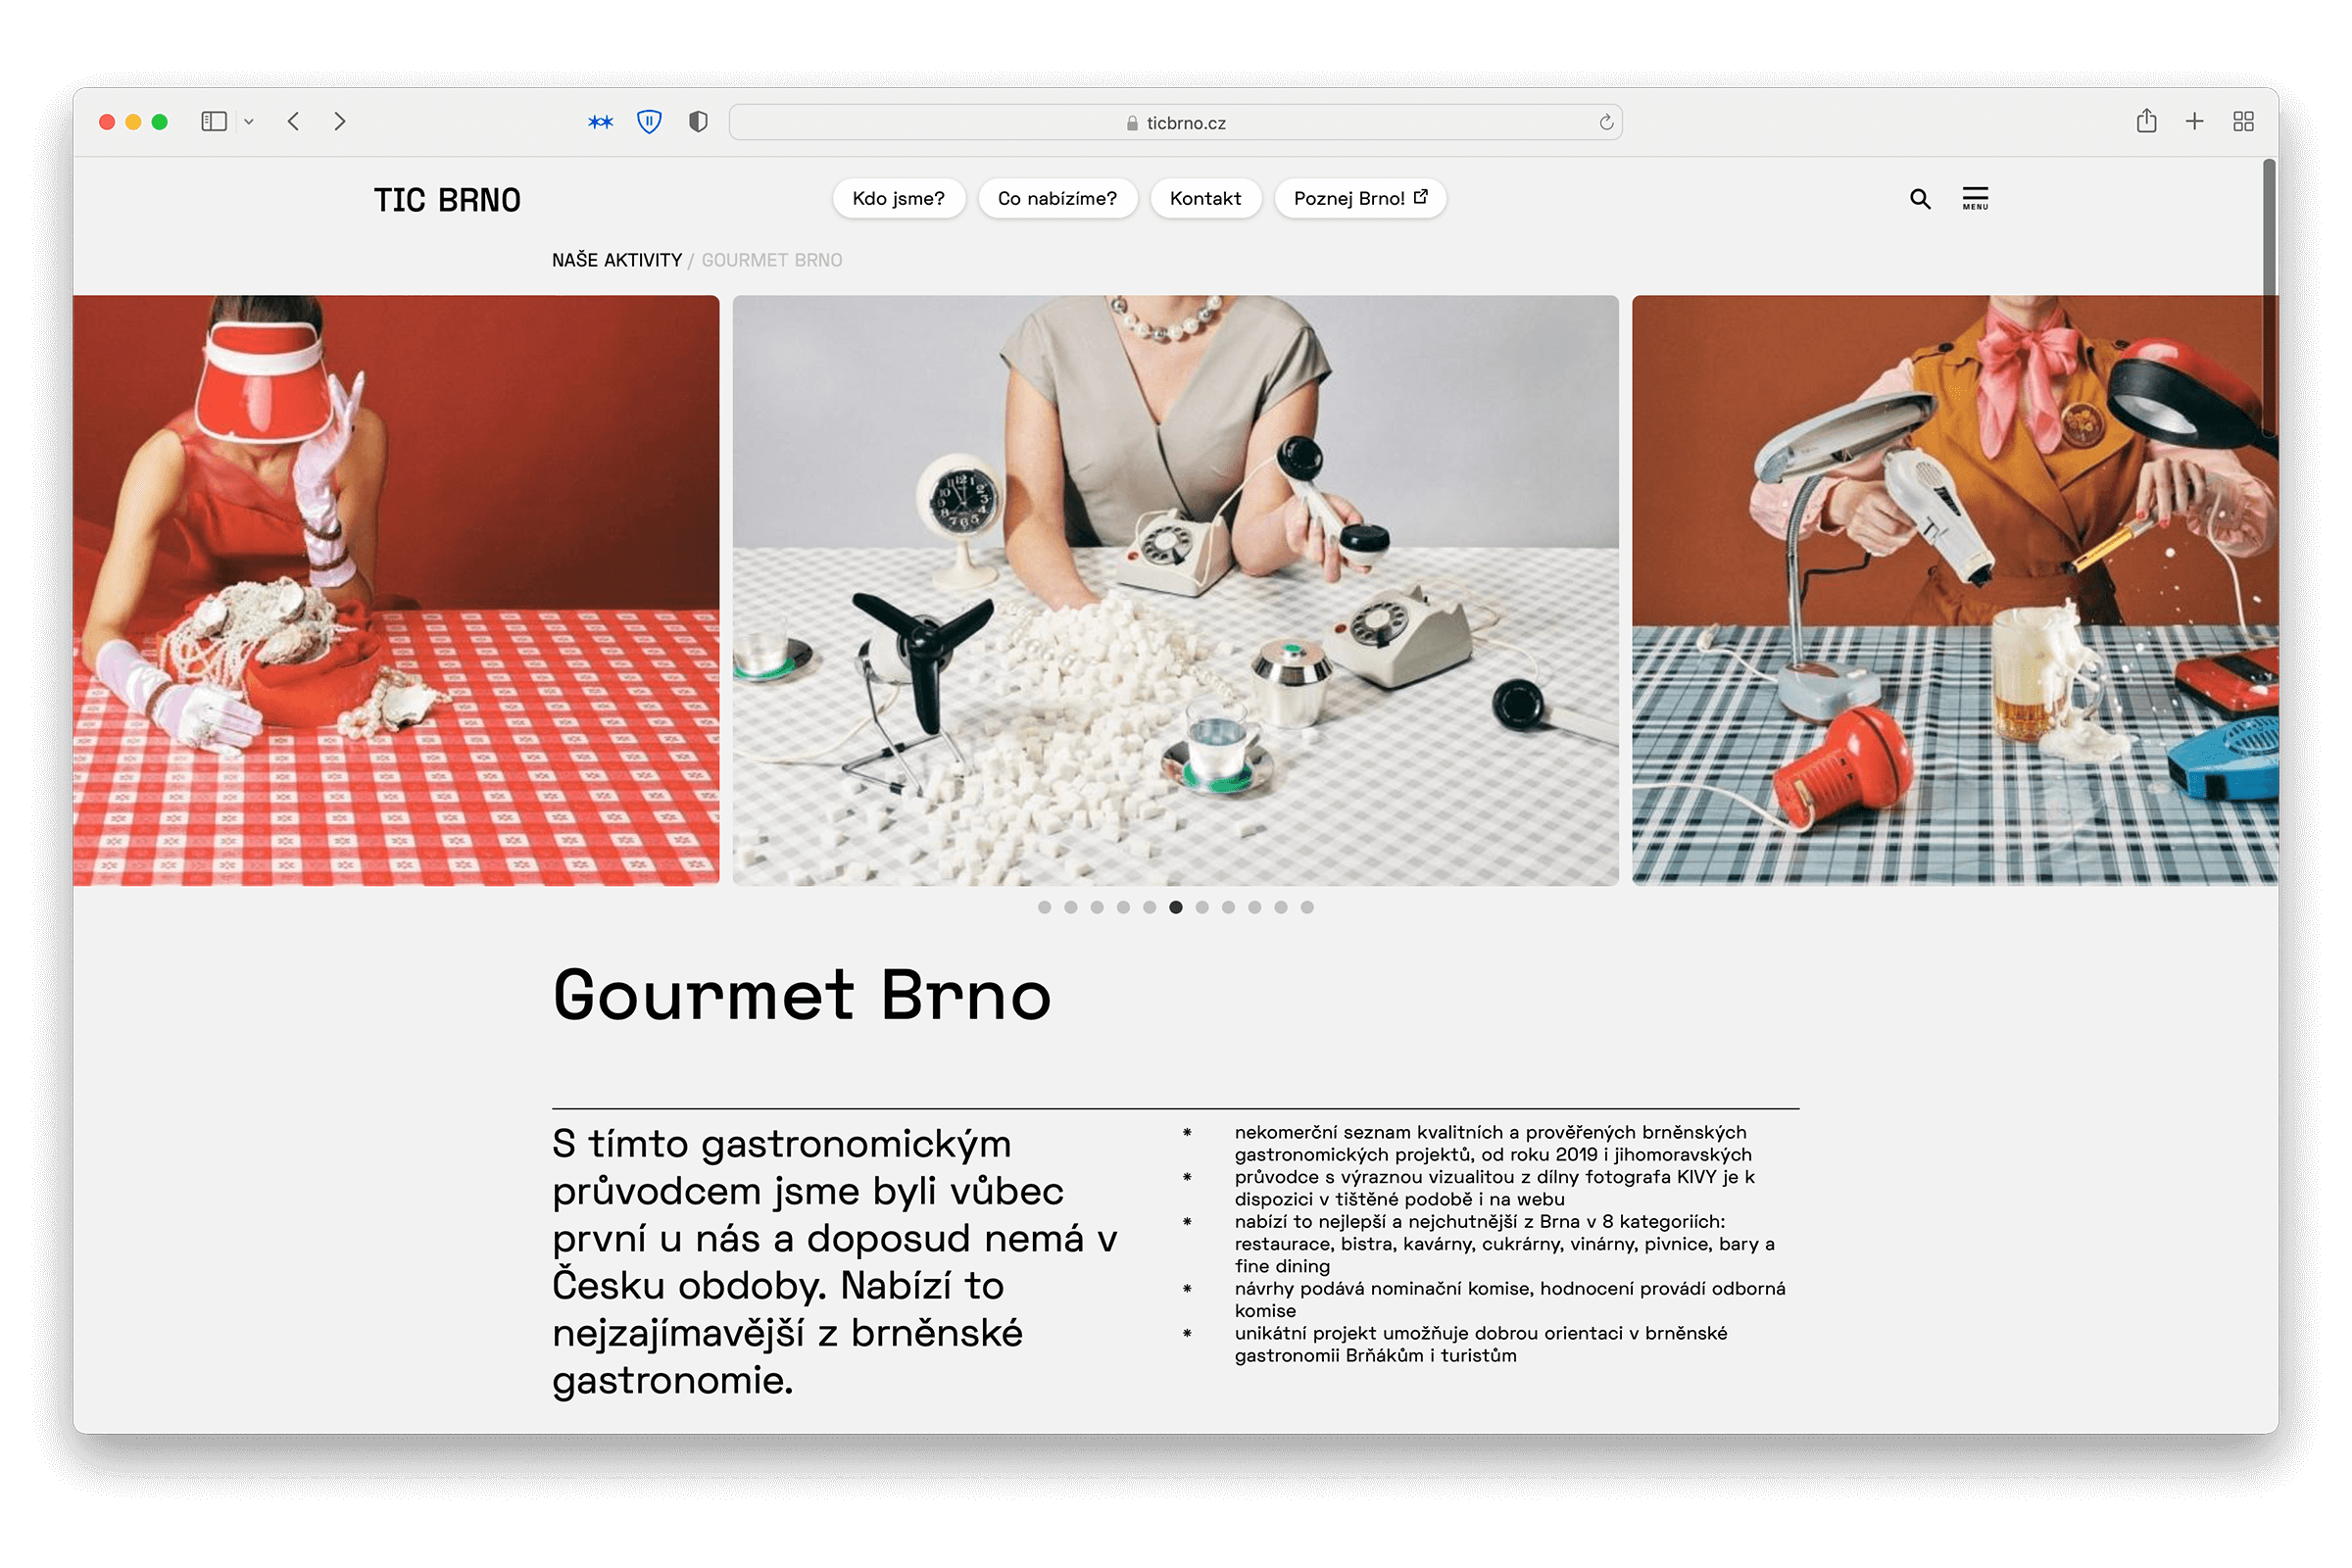 ticbrno.cz
TIC BRNO
Kdo jsme?
Co nabízíme?
Kontakt
Poznej Brno!
MENU
NAŠE AKTIVITY / GOURMET BRNO
Gourmet Brno
S tímto gastronomickým
průvodcem jsme byli vůbec
první u nás a doposud nemá v
Česku obdoby. Nabízí to
nejzajímavější z brněnské
gastronomie.
* nekomerční seznam kvalitních a prověřených brněnských
gastronomických projektů, od roku 2019 i jihomoravských
* průvodce s výraznou vizualitou z dílny fotografa KIVY je k
dispozici v tištěné podobě i na webu
* nabízí to nejlepší a nejchutnější z Brna v 8 kategoriích:
restaurace, bistra, kavárny, cukrárny, vinárny, pivnice, bary a
fine dining
* návrhy podává nominační komise, hodnocení provádí odborná
komise
* unikátní projekt umožňuje dobrou orientaci v brněnské
gastronomii Brňákům i turistům